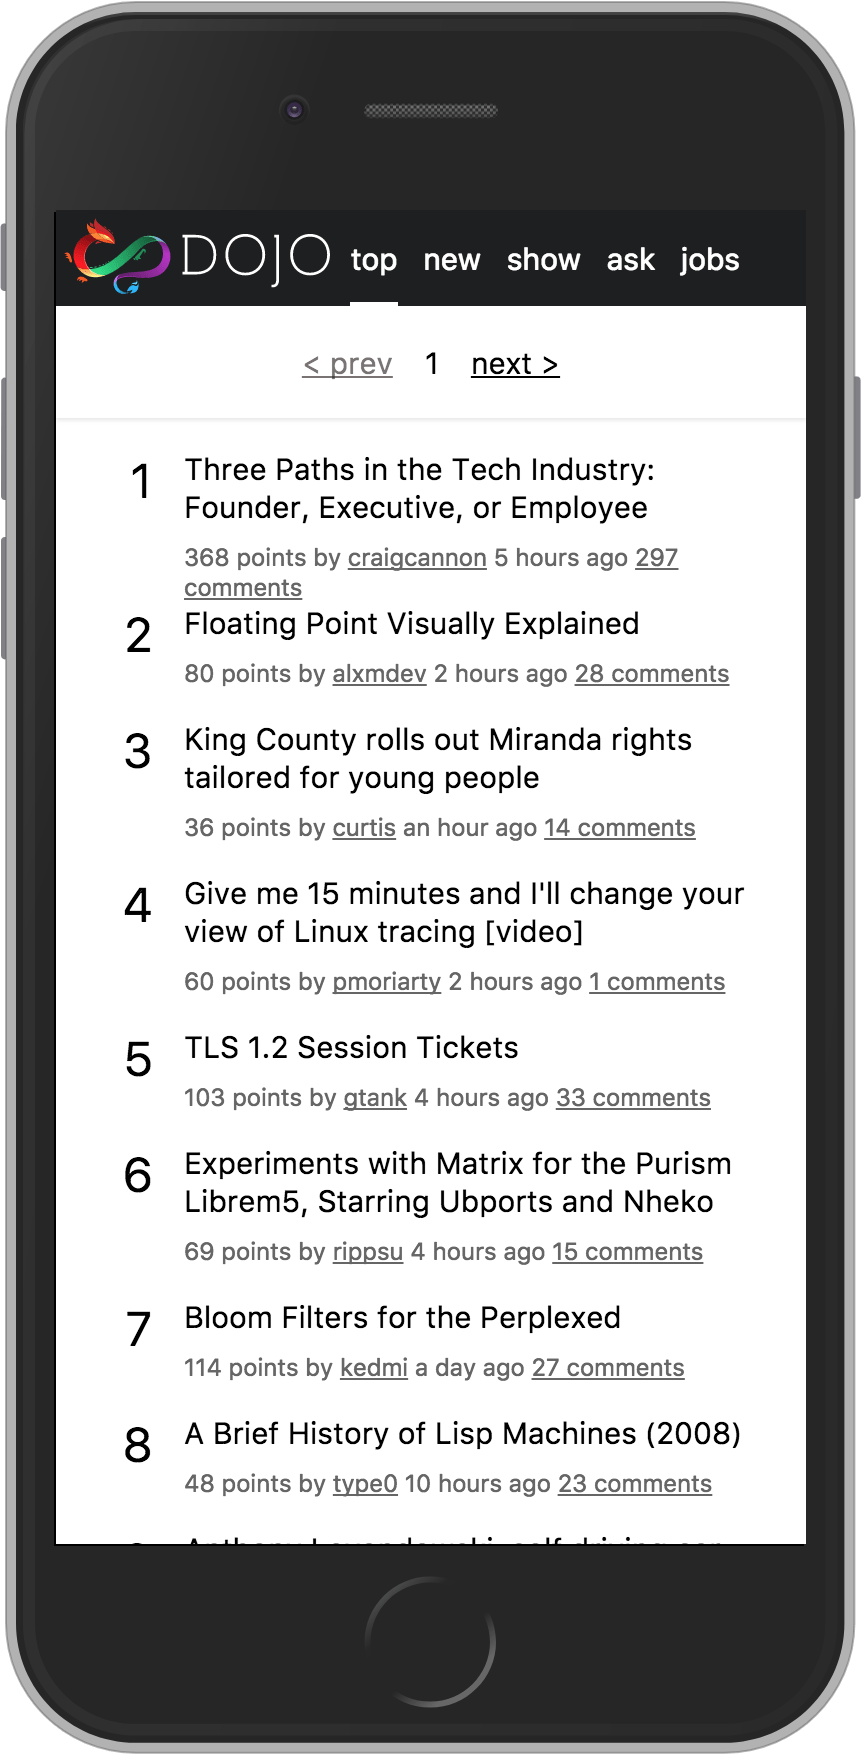 DOJO top new show ask jobs
< prev 1 next >
1 Three Paths in the Tech Industry:
Founder, Executive, or Employee
368 points by craigcannon 5 hours ago 297
comments
2 Floating Point Visually Explained
80 points by alxmdev 2 hours ago 28 comments
3 King County rolls out Miranda rights
tailored for young people
36 points by curtis an hour ago 14 comments
4 Give me 15 minutes and I'll change your
view of Linux tracing [video]
60 points by pmoriarty 2 hours ago 1 comments
5 TLS 1.2 Session Tickets
103 points by gtank 4 hours ago 33 comments
6 Experiments with Matrix for the Purism
Librem5, Starring Ubports and Nheko
69 points by rippsu 4 hours ago 15 comments
7 Bloom Filters for the Perplexed
114 points by kedmi a day ago 27 comments
8 A Brief History of Lisp Machines (2008)
48 points by type0 10 hours ago 23 comments